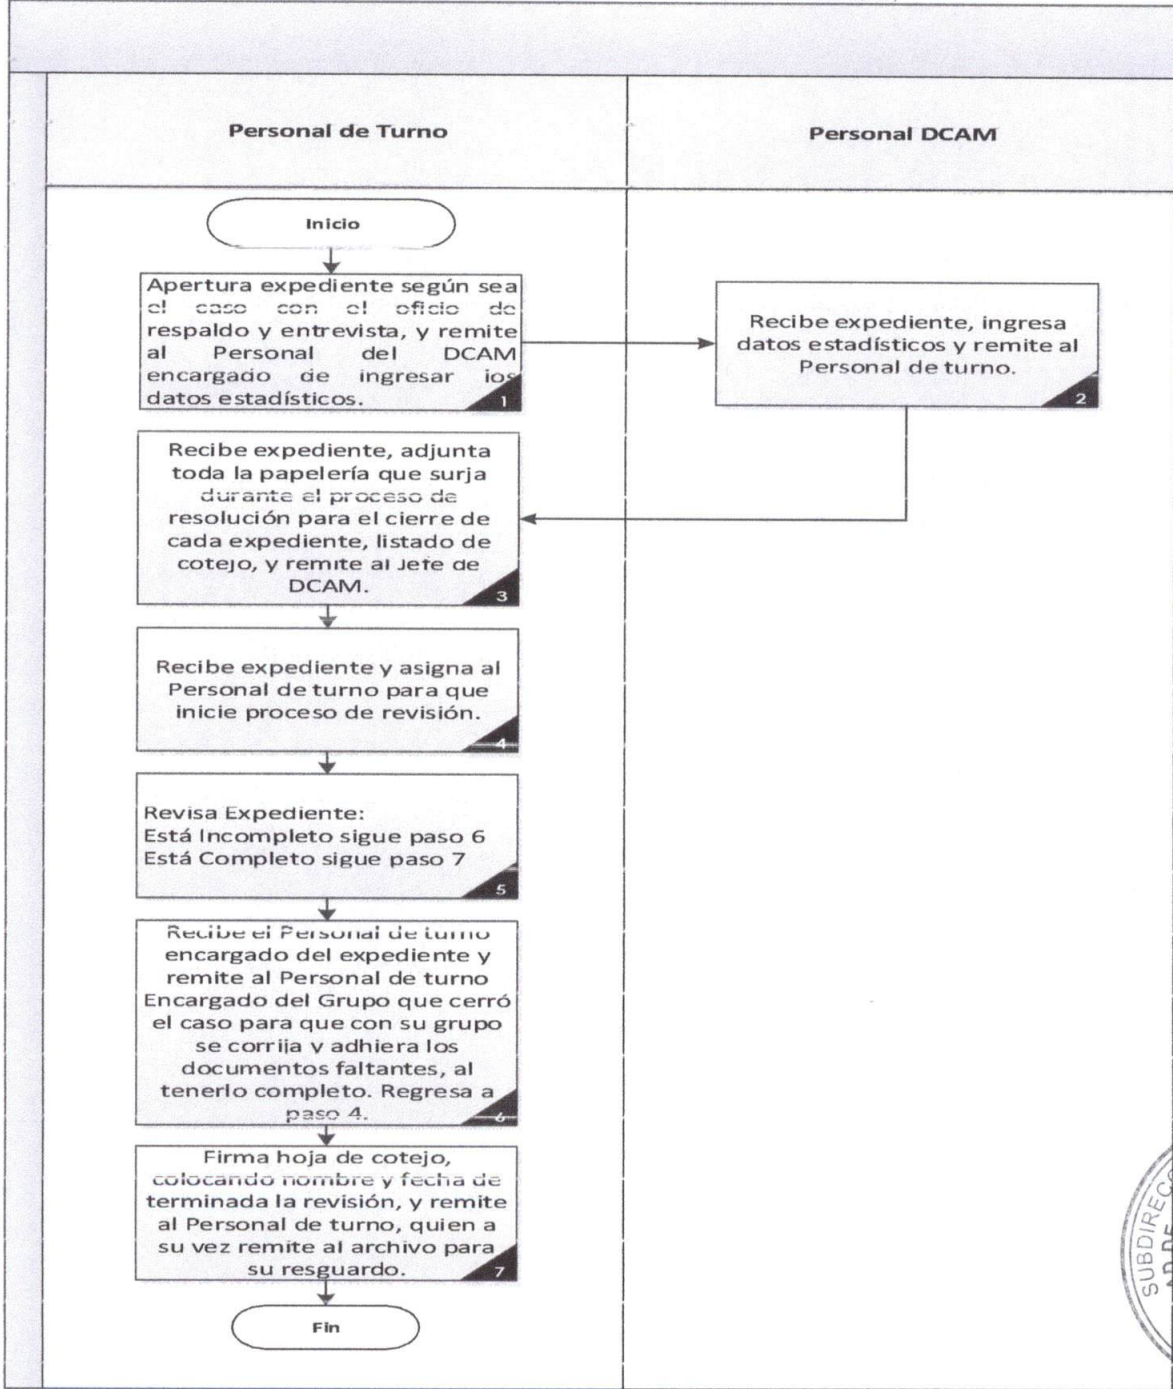 Personal de Turno
Personal DCAM
Inicio
Apertura expediente según sea
el caso con el oficio de
respaldo y entrevista, y remite
al Personal del DCAM
encargado de ingresar los
datos estadísticos.
1
Recibe expediente, ingresa
datos estadísticos y remite al
Personal de turno.
2
Recibe expediente, adjunta
toda la papelería que surja
durante el proceso de
resolución para el cierre de
cada expediente, listado de
cotejo, y remite al Jefe de
DCAM.
3
Recibe expediente y asigna al
Personal de turno para que
inicie proceso de revisión.
4
Revisa Expediente:
Está Incompleto sigue paso 6
Está Completo sigue paso 7
5
Recibe el Personal de turno
encargado del expediente y
remite al Personal de turno
Encargado del Grupo que cerró
el caso para que con su grupo
se corrija y adhiera los
documentos faltantes, al
tenerlo completo. Regresa a
paso 4.
6
Firma hoja de cotejo,
colocando nombre y fecha de
terminada la revisión, y remite
al Personal de turno, quien a
su vez remite al archivo para
su resguardo.
7
Fin